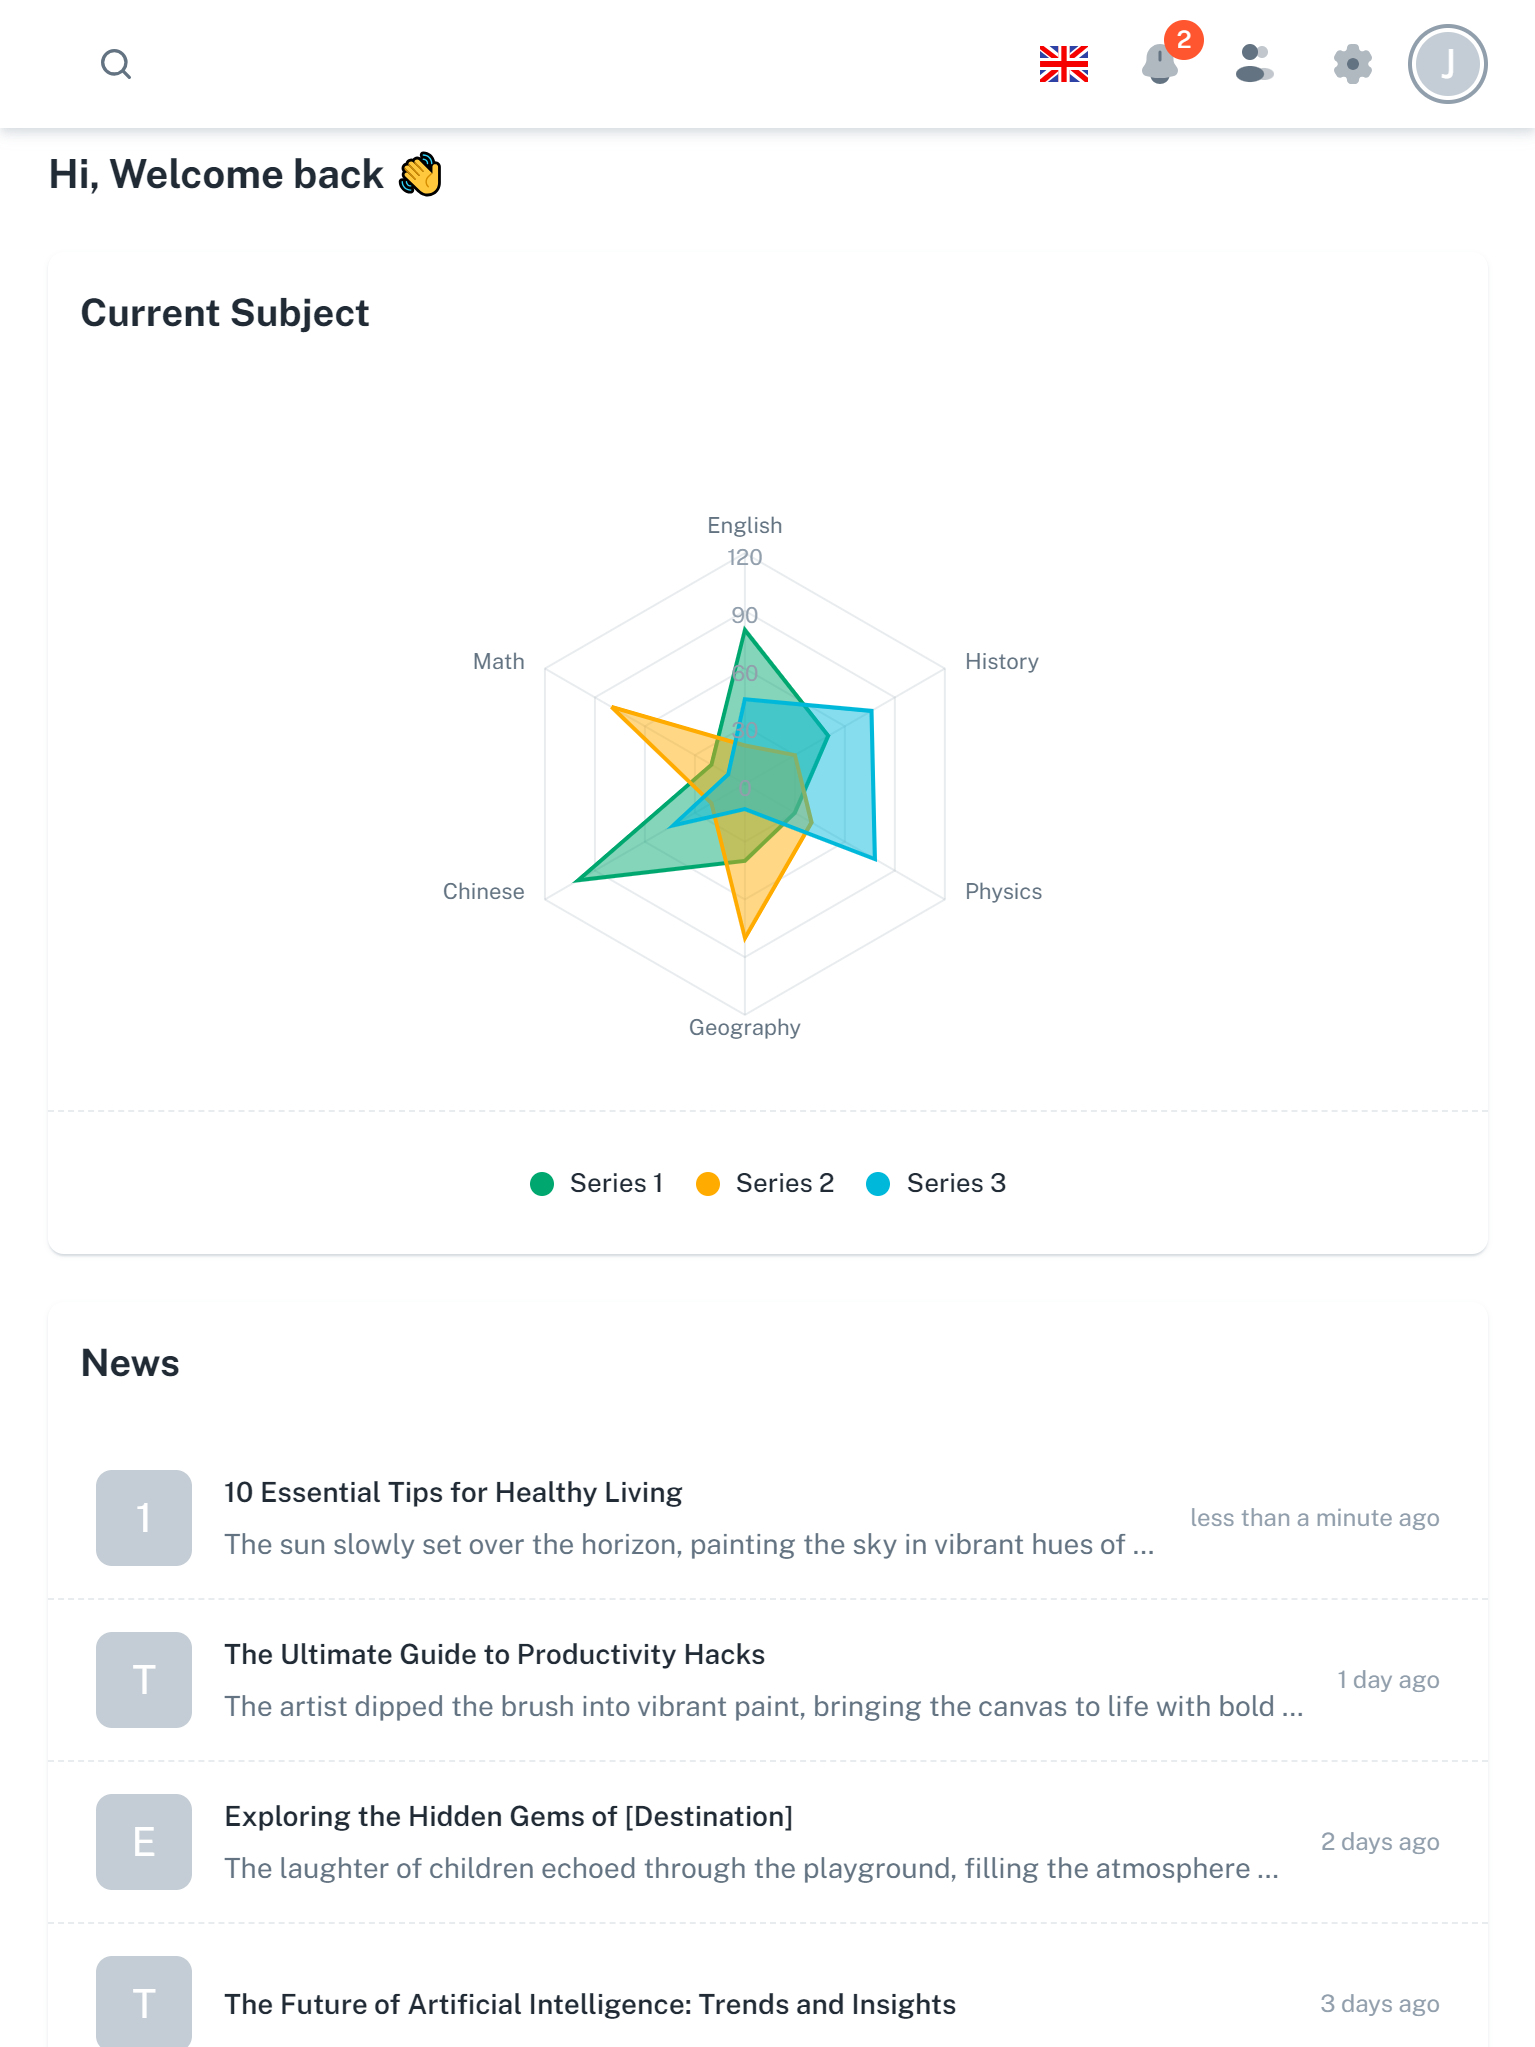 2
J
Hi, Welcome back 👋
Current Subject
English
120
90
60
30
0
Math
History
Chinese
Physics
Geography
Series 1
Series 2
Series 3
News
1
10 Essential Tips for Healthy Living
The sun slowly set over the horizon, painting the sky in vibrant hues of ...
less than a minute ago
T
The Ultimate Guide to Productivity Hacks
The artist dipped the brush into vibrant paint, bringing the canvas to life with bold ...
1 day ago
E
Exploring the Hidden Gems of [Destination]
The laughter of children echoed through the playground, filling the atmosphere ...
2 days ago
T
The Future of Artificial Intelligence: Trends and Insights
3 days ago